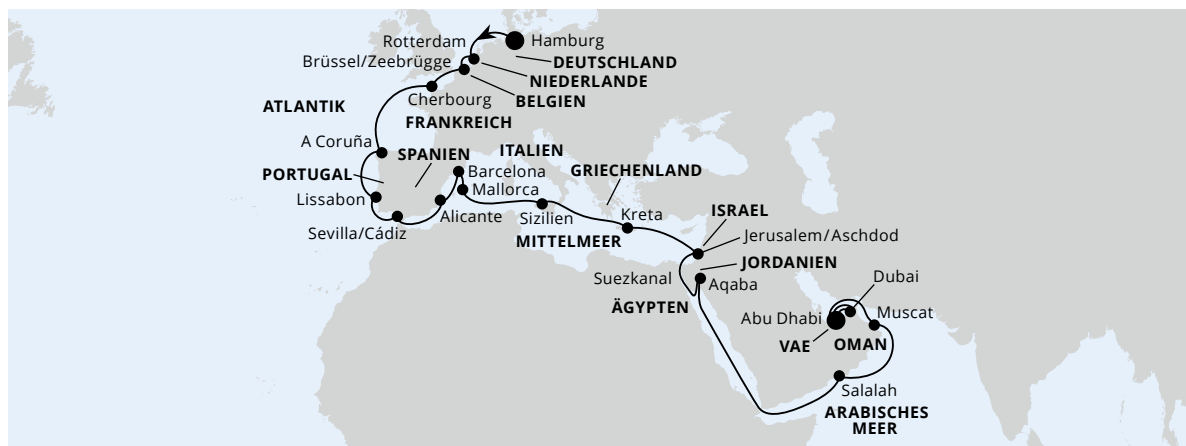 Rotterdam
Hamburg
Brüssel/Zeebrügge
DEUTSCHLAND
NIEDERLANDE
BELGIEN
Cherbourg
ATLANTIK
FRANKREICH
A Coruña
SPANIEN
ITALIEN
PORTUGAL
Barcelona
GRIECHENLAND
Mallorca
Lissabon
Alicante
Sizilien
Kreta
ISRAEL
Sevilla/Cádiz
MITTELMEER
Jerusalem/Aschdod
JORDANIEN
Suezkanal
Aqaba
Dubai
ÄGYPTEN
Abu Dhabi
Muscat
VAE
OMAN
Salalah
ARABISCHES
MEER